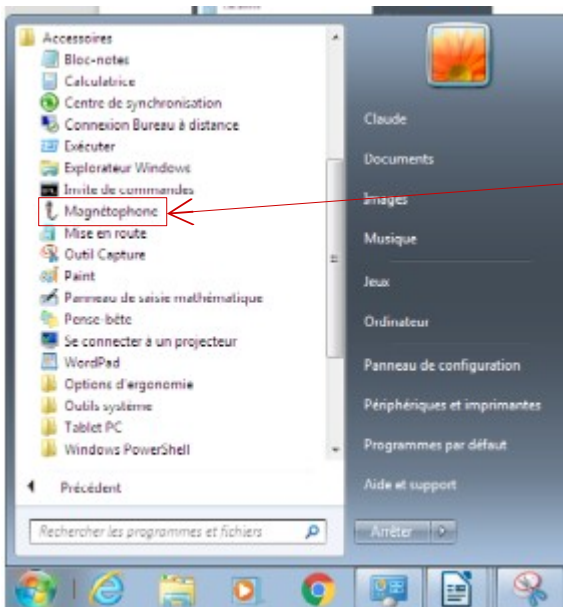 Accessoires
Bloc-notes
Calculatrice
Centre de synchronisation
Connexion Bureau à distance
Exécuter
Explorateur Windows
Invite de commandes
Magnétophone
Mise en route
Outil Capture
Paint
Panneau de saisie mathématique
Pense-bête
Se connecter à un projecteur
WordPad
Options d'ergonomie
Outils système
Tablet PC
Windows PowerShell
Précédent
Rechercher les programmes et fichiers
Claude
Documents
Images
Musique
Jeux
Ordinateur
Panneau de configuration
Périphériques et imprimantes
Programmes par défaut
Aide et support
Arrêter